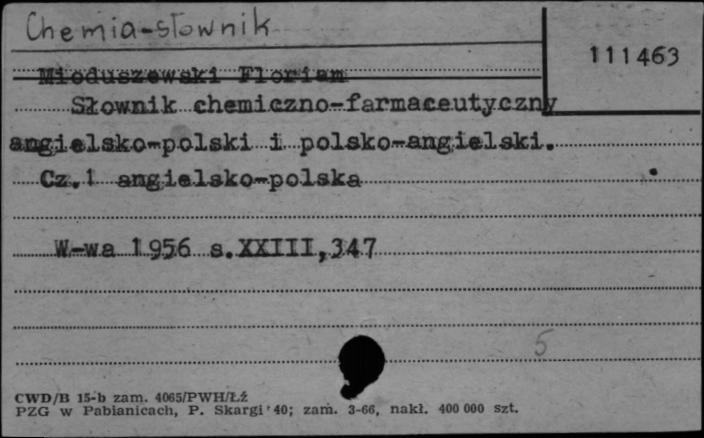 Chemia-słownik
111463
Mioduszewski Florian
Słownik chemiczno-farmaceutyczny
angielsko-polski i polsko-angielski.
Cz.1 angielsko-polska
W-wa 1956 s.XXIII,347
5
CWD/B 15-b zam. 4065/PWH/Łź
PZG w Pabianicach, P. Skargi 40; zam. 3-66, nakł. 400 000 szt.